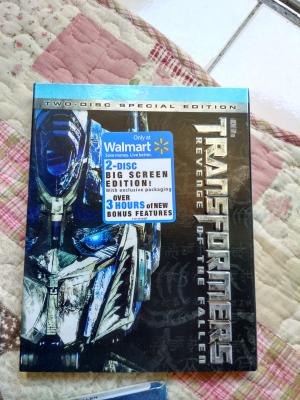 TWO-DISC SPECIAL EDITION
Only at
Walmart
Save money. Live better.
2-DISC
BIG SCREEN
EDITION!
With exclusive packaging
OVER
3 HOURS of NEW
BONUS FEATURES
TRANSFORMERS
REVENGE OF THE FALLEN